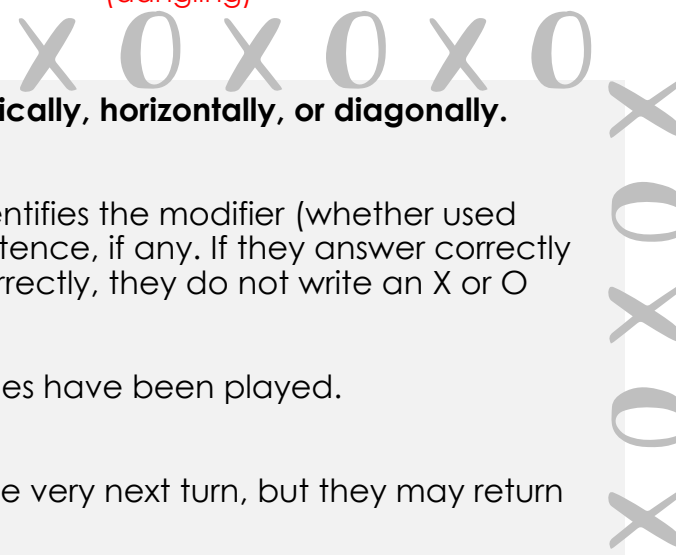 (dangling)
X O X O X O
ically, horizontally, or diagonally.
X
entifies the modifier (whether used
O
tence, if any. If they answer correctly
rrectly, they do not write an X or O
X
es have been played.
O
e very next turn, but they may return
X